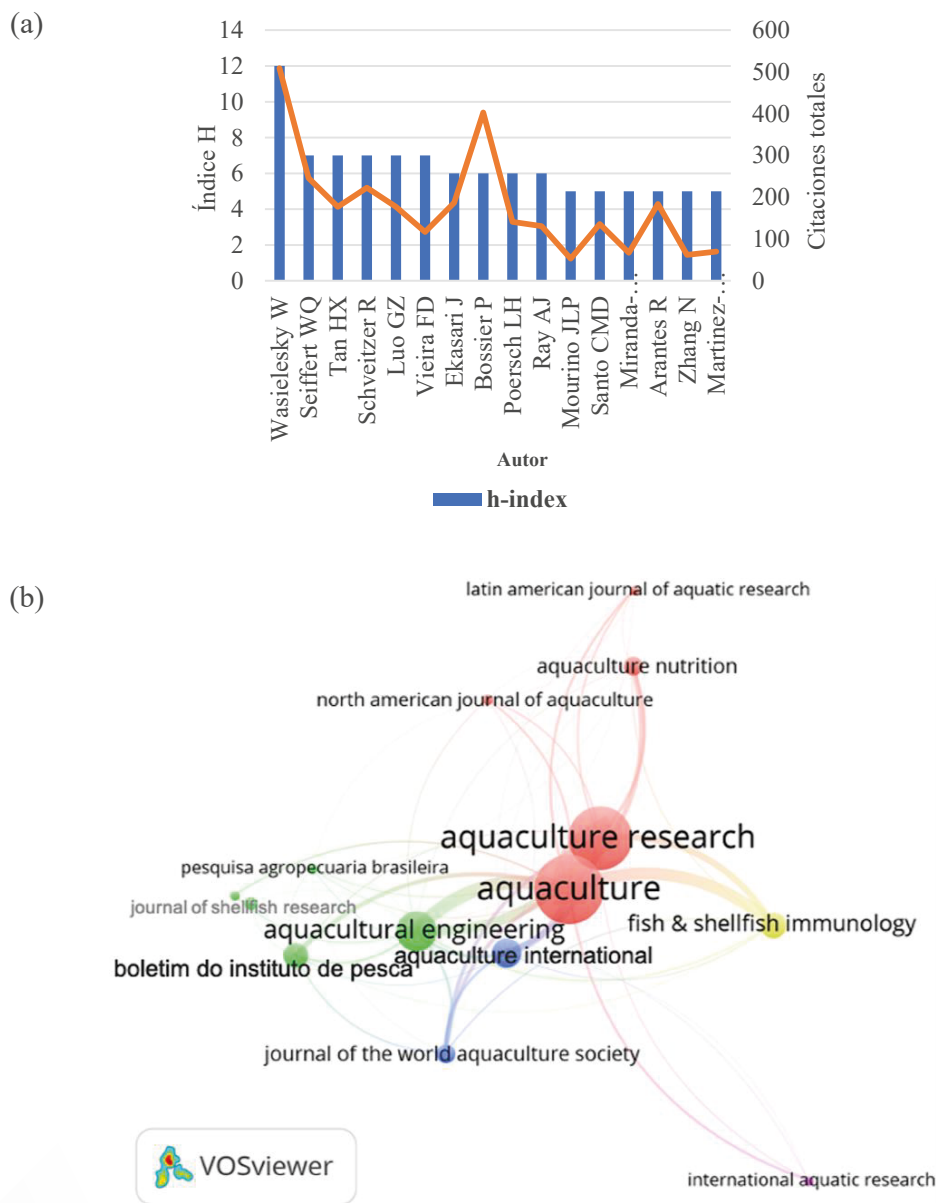 (a)
14
12
10
8
6
4
2
0
Índice H
600
500
400
300
200
100
0
Citaciones totales
Wasielesky W
Seiffert WQ
Tan HX
Schveitzer R
Luo GZ
Vieira FD
Ekasari J
Bossier P
Poersch LH
Ray AJ
Mourino JLP
Santo CMD
Miranda-…
Arantes R
Zhang N
Martinez-…
Autor
h-index
(b)
latin american journal of aquatic research
aquaculture nutrition
north american journal of aquaculture
aquaculture research
pesquisa agropecuaria brasileira
aquaculture
journal of shellfish research
fish & shellfish immunology
aquacultural engineering
aquaculture international
boletim do instituto de pesca
journal of the world aquaculture society
VOSviewer
international aquatic research